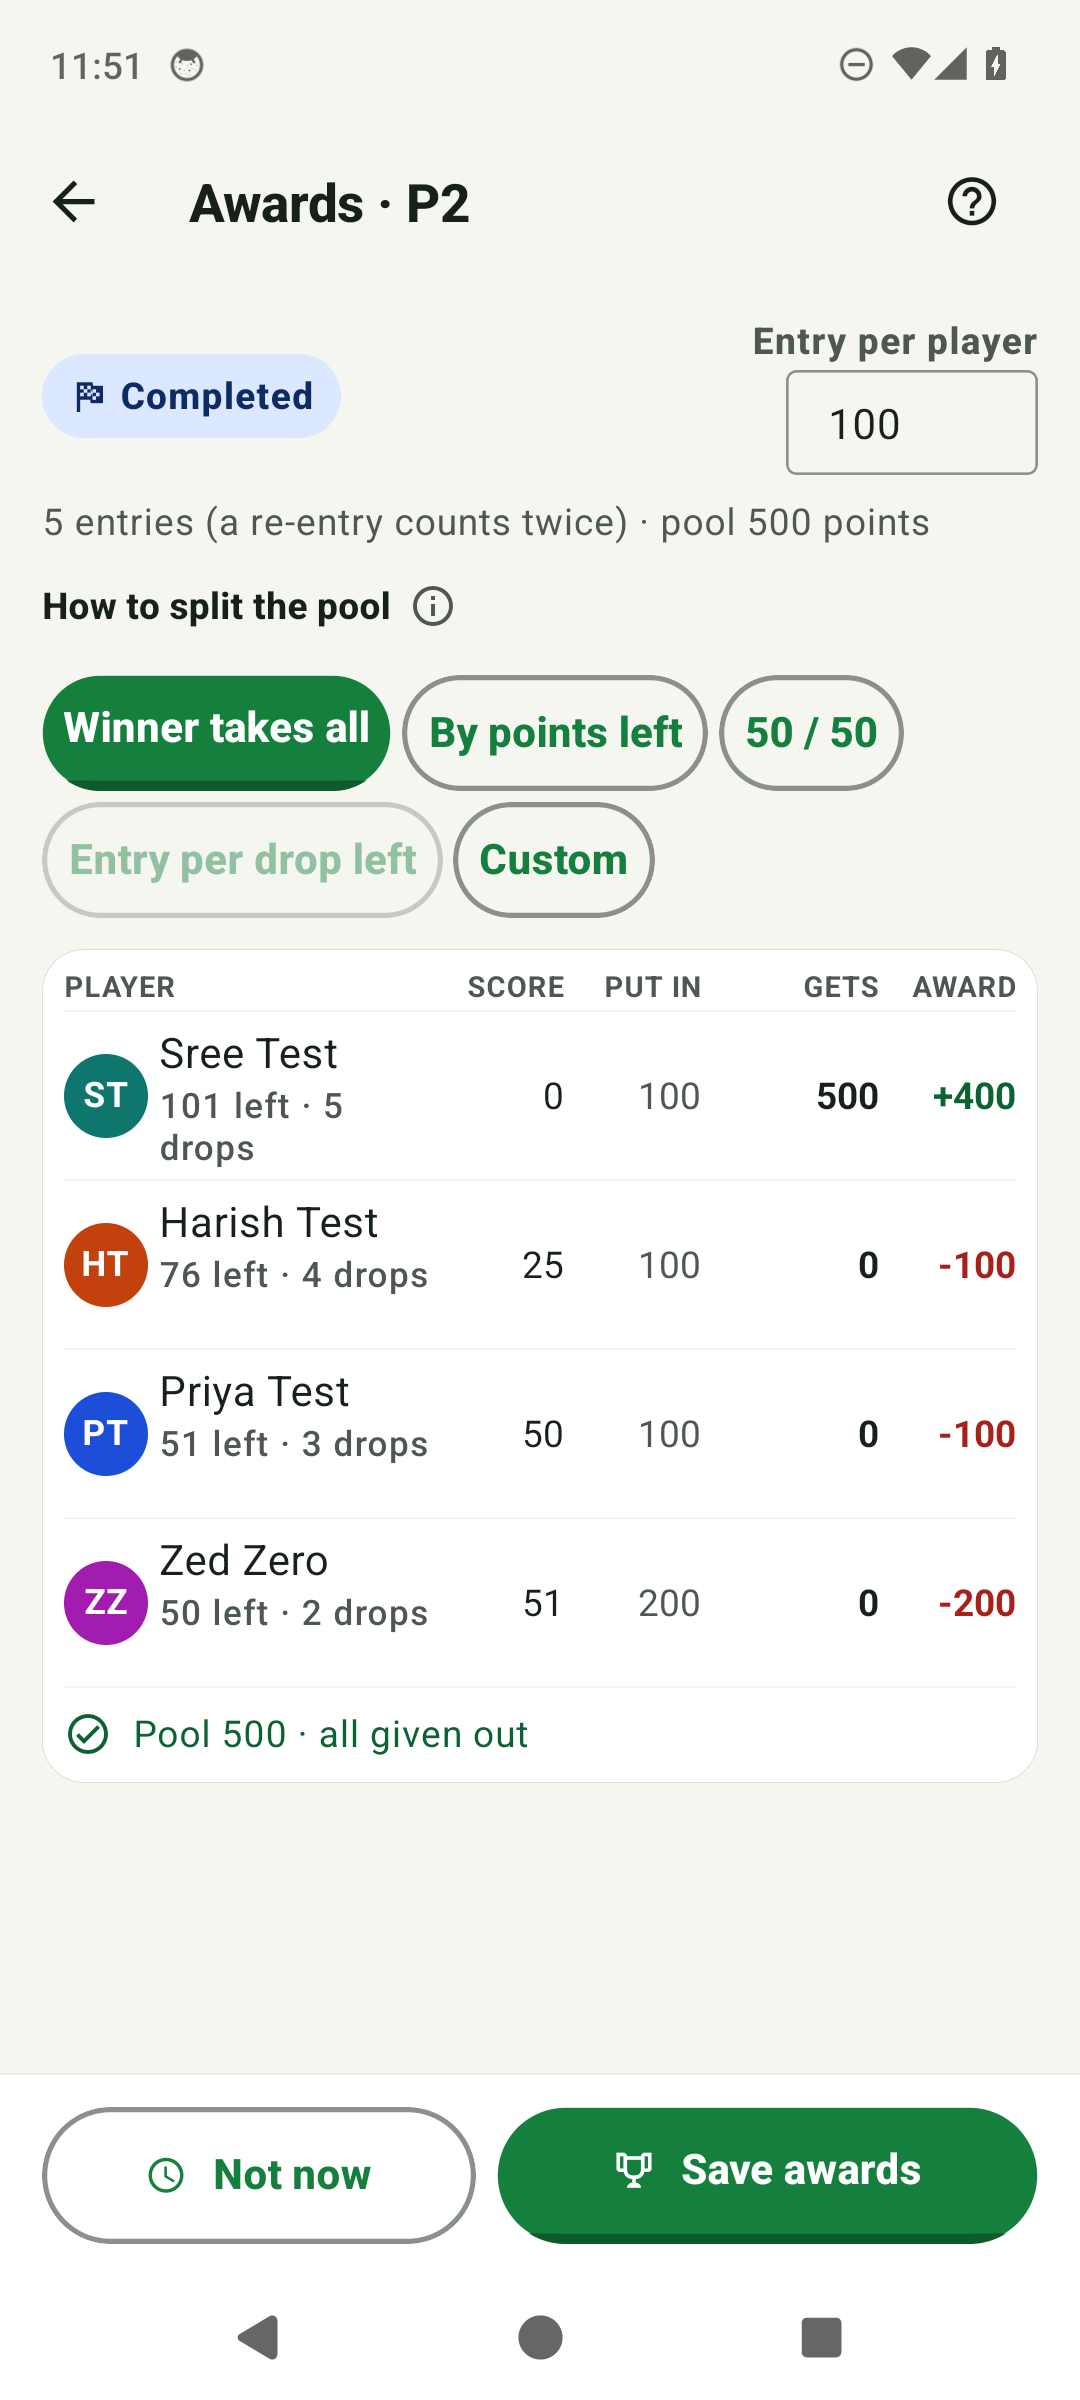 11:51
Awards · P2
Entry per player
Completed
100
5 entries (a re-entry counts twice) · pool 500 points
How to split the pool
Winner takes all
By points left
50 / 50
Entry per drop left
Custom
PLAYER SCORE PUT IN GETS AWARD
ST
Sree Test
101 left · 5
drops
0 100 500 +400
HT
Harish Test
76 left · 4 drops
25 100 0 -100
PT
Priya Test
51 left · 3 drops
50 100 0 -100
ZZ
Zed Zero
50 left · 2 drops
51 200 0 -200
Pool 500 · all given out
Not now
Save awards